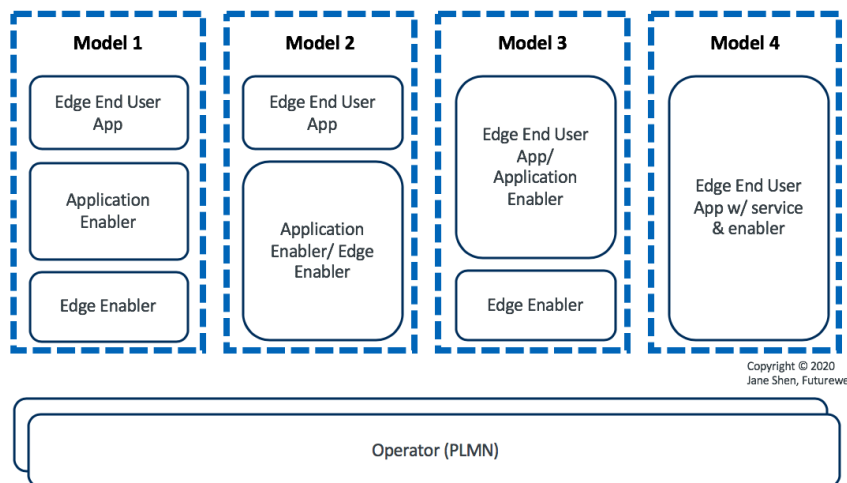 Model 1
Edge End User
App
Application
Enabler
Edge Enabler
Model 2
Edge End User
App
Application
Enabler/ Edge
Enabler
Model 3
Edge End User
App/
Application
Enabler
Edge Enabler
Model 4
Edge End User
App w/ service
& enabler
Copyright © 2020
Jane Shen, Futurewe
Operator (PLMN)